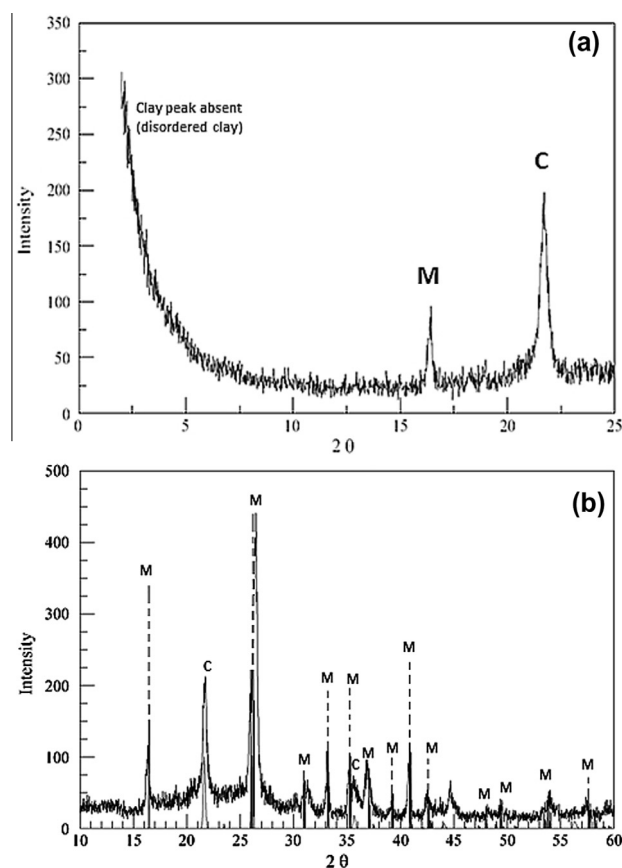 (a)
350
300
250
200
150
100
50
0
Intensity
Clay peak absent
(disordered clay)
M
C
0 5 10 15 20 25
2 θ
(b)
500
400
300
200
100
0
Intensity
M
M
C
M
M
M
M
C
M
M
M
M
M
M
M
M
10 15 20 25 30 35 40 45 50 55 60
2 θ